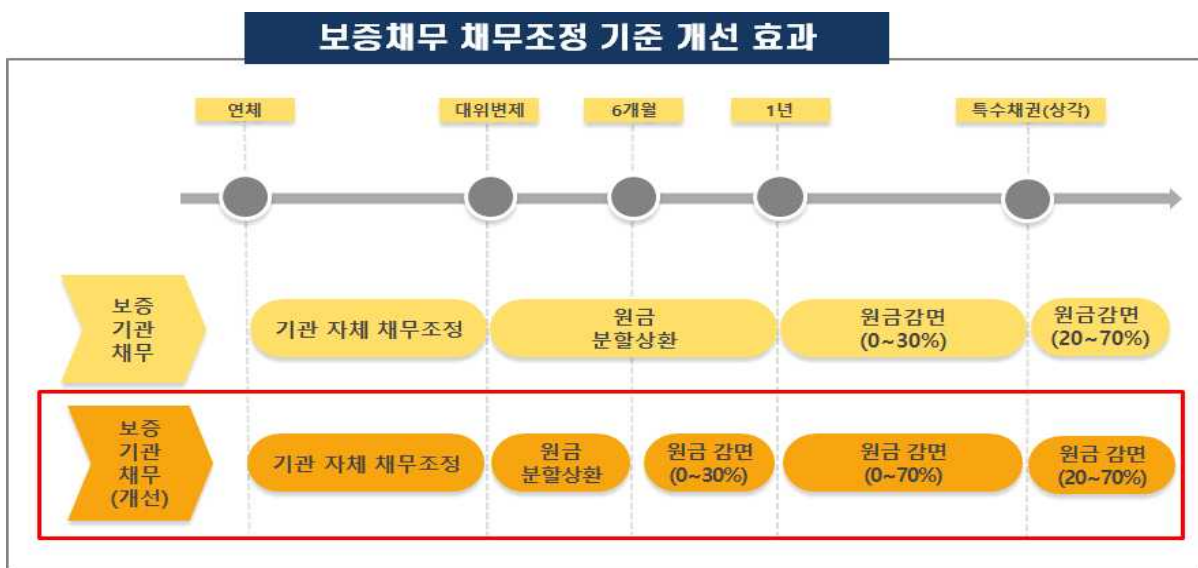 보증채무 채무조정 기준 개선 효과
연체
대위변제
6개월
1년
특수채권(상각)
보증
기관
채무
기관 자체 채무조정
원금
분할상환
원금감면
(0~30%)
원금감면
(20~70%)
보증
기관
채무
(개선)
기관 자체 채무조정
원금
분할상환
원금 감면
(0~30%)
원금 감면
(0~70%)
원금 감면
(20~70%)